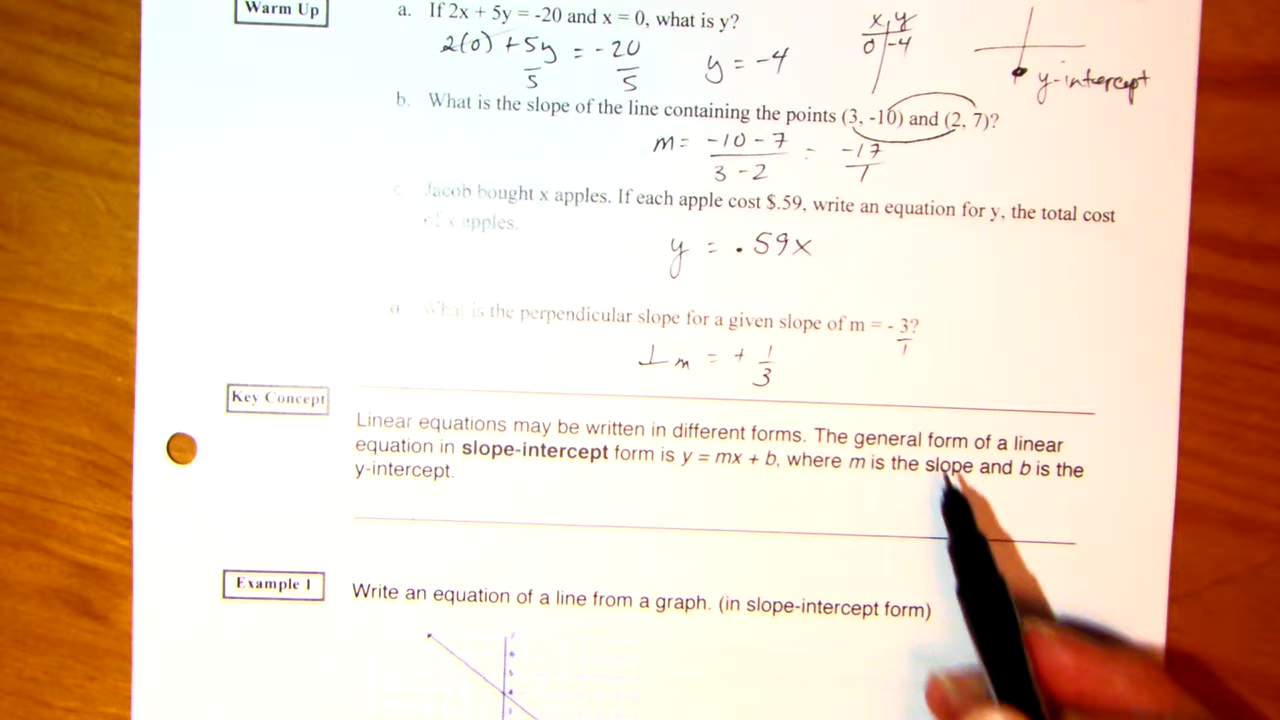 Warm Up
a. If 2x + 5y = -20 and x = 0, what is y?
2(0) + 5y = -20
5 5
y = -4
x, y
0 -4
y-intercept
b. What is the slope of the line containing the points (3, -10) and (2, 7)?
m = -10 - 7 = -17
3 - 2 1
c. Jacob bought x apples. If each apple cost $.59, write an equation for y, the total cost
of x apples.
y = .59x
What is the perpendicular slope for a given slope of m = - 3?
1
⊥ m = + 1
3
Key Concept
Linear equations may be written in different forms. The general form of a linear
equation in slope-intercept form is y = mx + b, where m is the slope and b is the
y-intercept.
Example 1
Write an equation of a line from a graph. (in slope-intercept form)